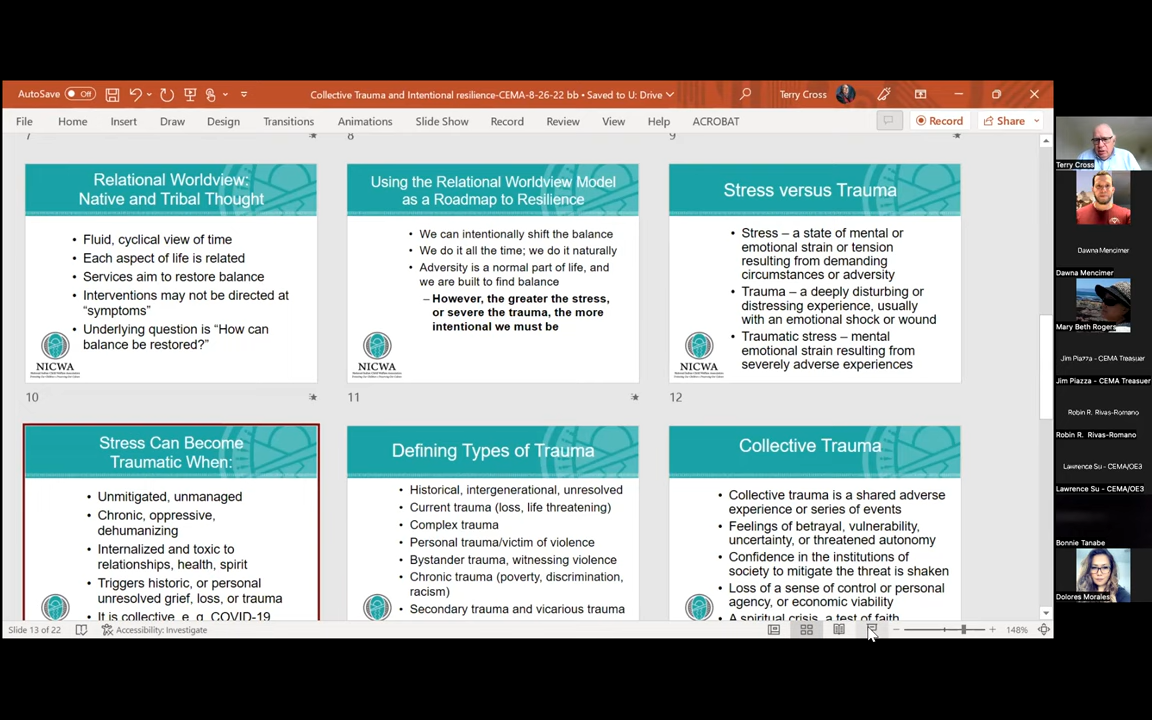 AutoSave Off
Collective Trauma and Intentional resilience-CEMA-8-26-22 bb • Saved to U: Drive
Terry Cross
File Home Insert Draw Design Transitions Animations Slide Show Record Review View Help ACROBAT
Record Share
7 8 9
Relational Worldview:
Native and Tribal Thought
• Fluid, cyclical view of time
• Each aspect of life is related
• Services aim to restore balance
• Interventions may not be directed at
"symptoms"
• Underlying question is "How can
balance be restored?"
NICWA
10
Using the Relational Worldview Model
as a Roadmap to Resilience
• We can intentionally shift the balance
• We do it all the time; we do it naturally
• Adversity is a normal part of life, and
we are built to find balance
– However, the greater the stress,
or severe the trauma, the more
intentional we must be
NICWA
11
Stress versus Trauma
• Stress – a state of mental or
emotional strain or tension
resulting from demanding
circumstances or adversity
• Trauma – a deeply disturbing or
distressing experience, usually
with an emotional shock or wound
• Traumatic stress – mental
emotional strain resulting from
severely adverse experiences
NICWA
12
Stress Can Become
Traumatic When:
• Unmitigated, unmanaged
• Chronic, oppressive,
dehumanizing
• Internalized and toxic to
relationships, health, spirit
• Triggers historic, or personal
unresolved grief, loss, or trauma
• It is collective, e. g. COVID-19
Defining Types of Trauma
• Historical, intergenerational, unresolved
• Current trauma (loss, life threatening)
• Complex trauma
• Personal trauma/victim of violence
• Bystander trauma, witnessing violence
• Chronic trauma (poverty, discrimination,
racism)
• Secondary trauma and vicarious trauma
Collective Trauma
• Collective trauma is a shared adverse
experience or series of events
• Feelings of betrayal, vulnerability,
uncertainty, or threatened autonomy
• Confidence in the institutions of
society to mitigate the threat is shaken
• Loss of a sense of control or personal
agency, or economic viability
• A spiritual crisis, a test of faith
Slide 13 of 22
Accessibility: Investigate
148%
Terry Cross
Dawna Mencimer
Dawna Mencimer
Mary Beth Rogers
Jim Piazza - CEMA Treasuer
Jim Piazza - CEMA Treasuer
Robin R. Rivas-Romano
Robin R. Rivas-Romano
Lawrence Su - CEMA/OE3
Lawrence Su - CEMA/OE3
Bonnie Tanabe
Dolores Morales